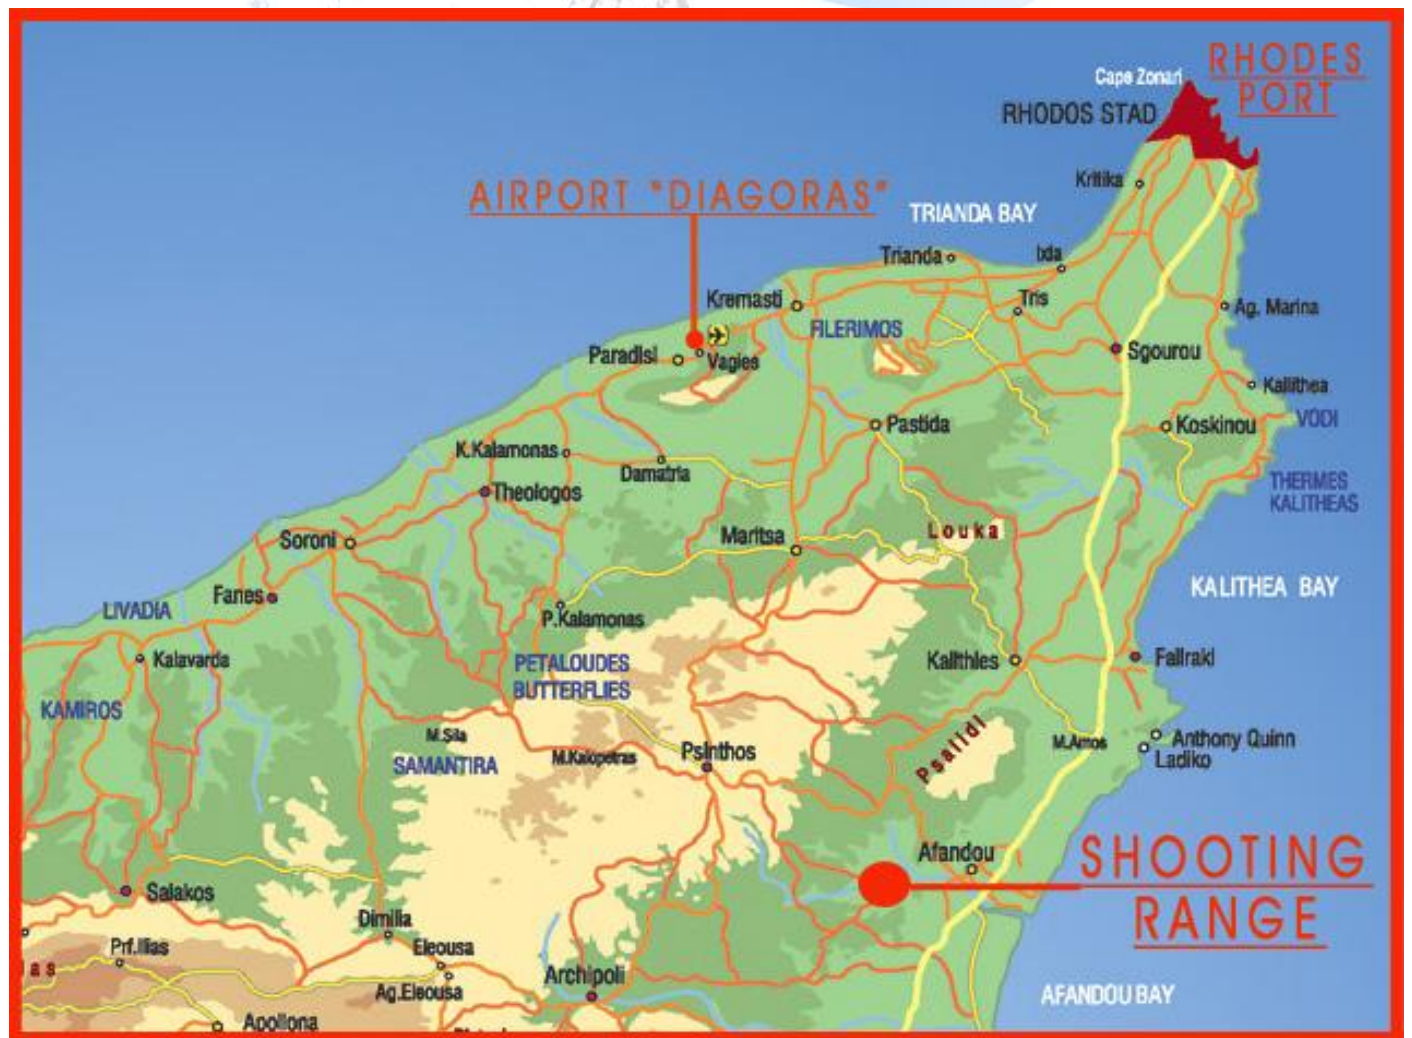 RHODES
PORT
Cape Zonari
RHODOS STAD
Kritika
AIRPORT "DIAGORAS"
TRIANDA BAY
Trianda
Ixia
Kremasti
Tris
Ag. Marina
FILERIMOS
Paradisi
Vagies
Sgourou
Kallithea
Pastida
Koskinou
VODI
K.Kalamonas
Damatria
Theologos
THERMES
KALITHEAS
Soroni
Maritsa
Louka
KALITHEA BAY
Fanes
LIVADIA
P.Kalamonas
Kalavarda
PETALOUDES
BUTTERFLIES
Kalithies
Faliraki
KAMIROS
M.Sila
SAMANTIRA
M.Kalopetras
Psinthos
Psalidi
M.Amos
Anthony Quinn
Ladiko
Afandou
SHOOTING
RANGE
Salakos
Dimilia
Prf.Ilias
Eleousa
las
Ag.Eleousa
Archipoli
AFANDOU BAY
Apollona